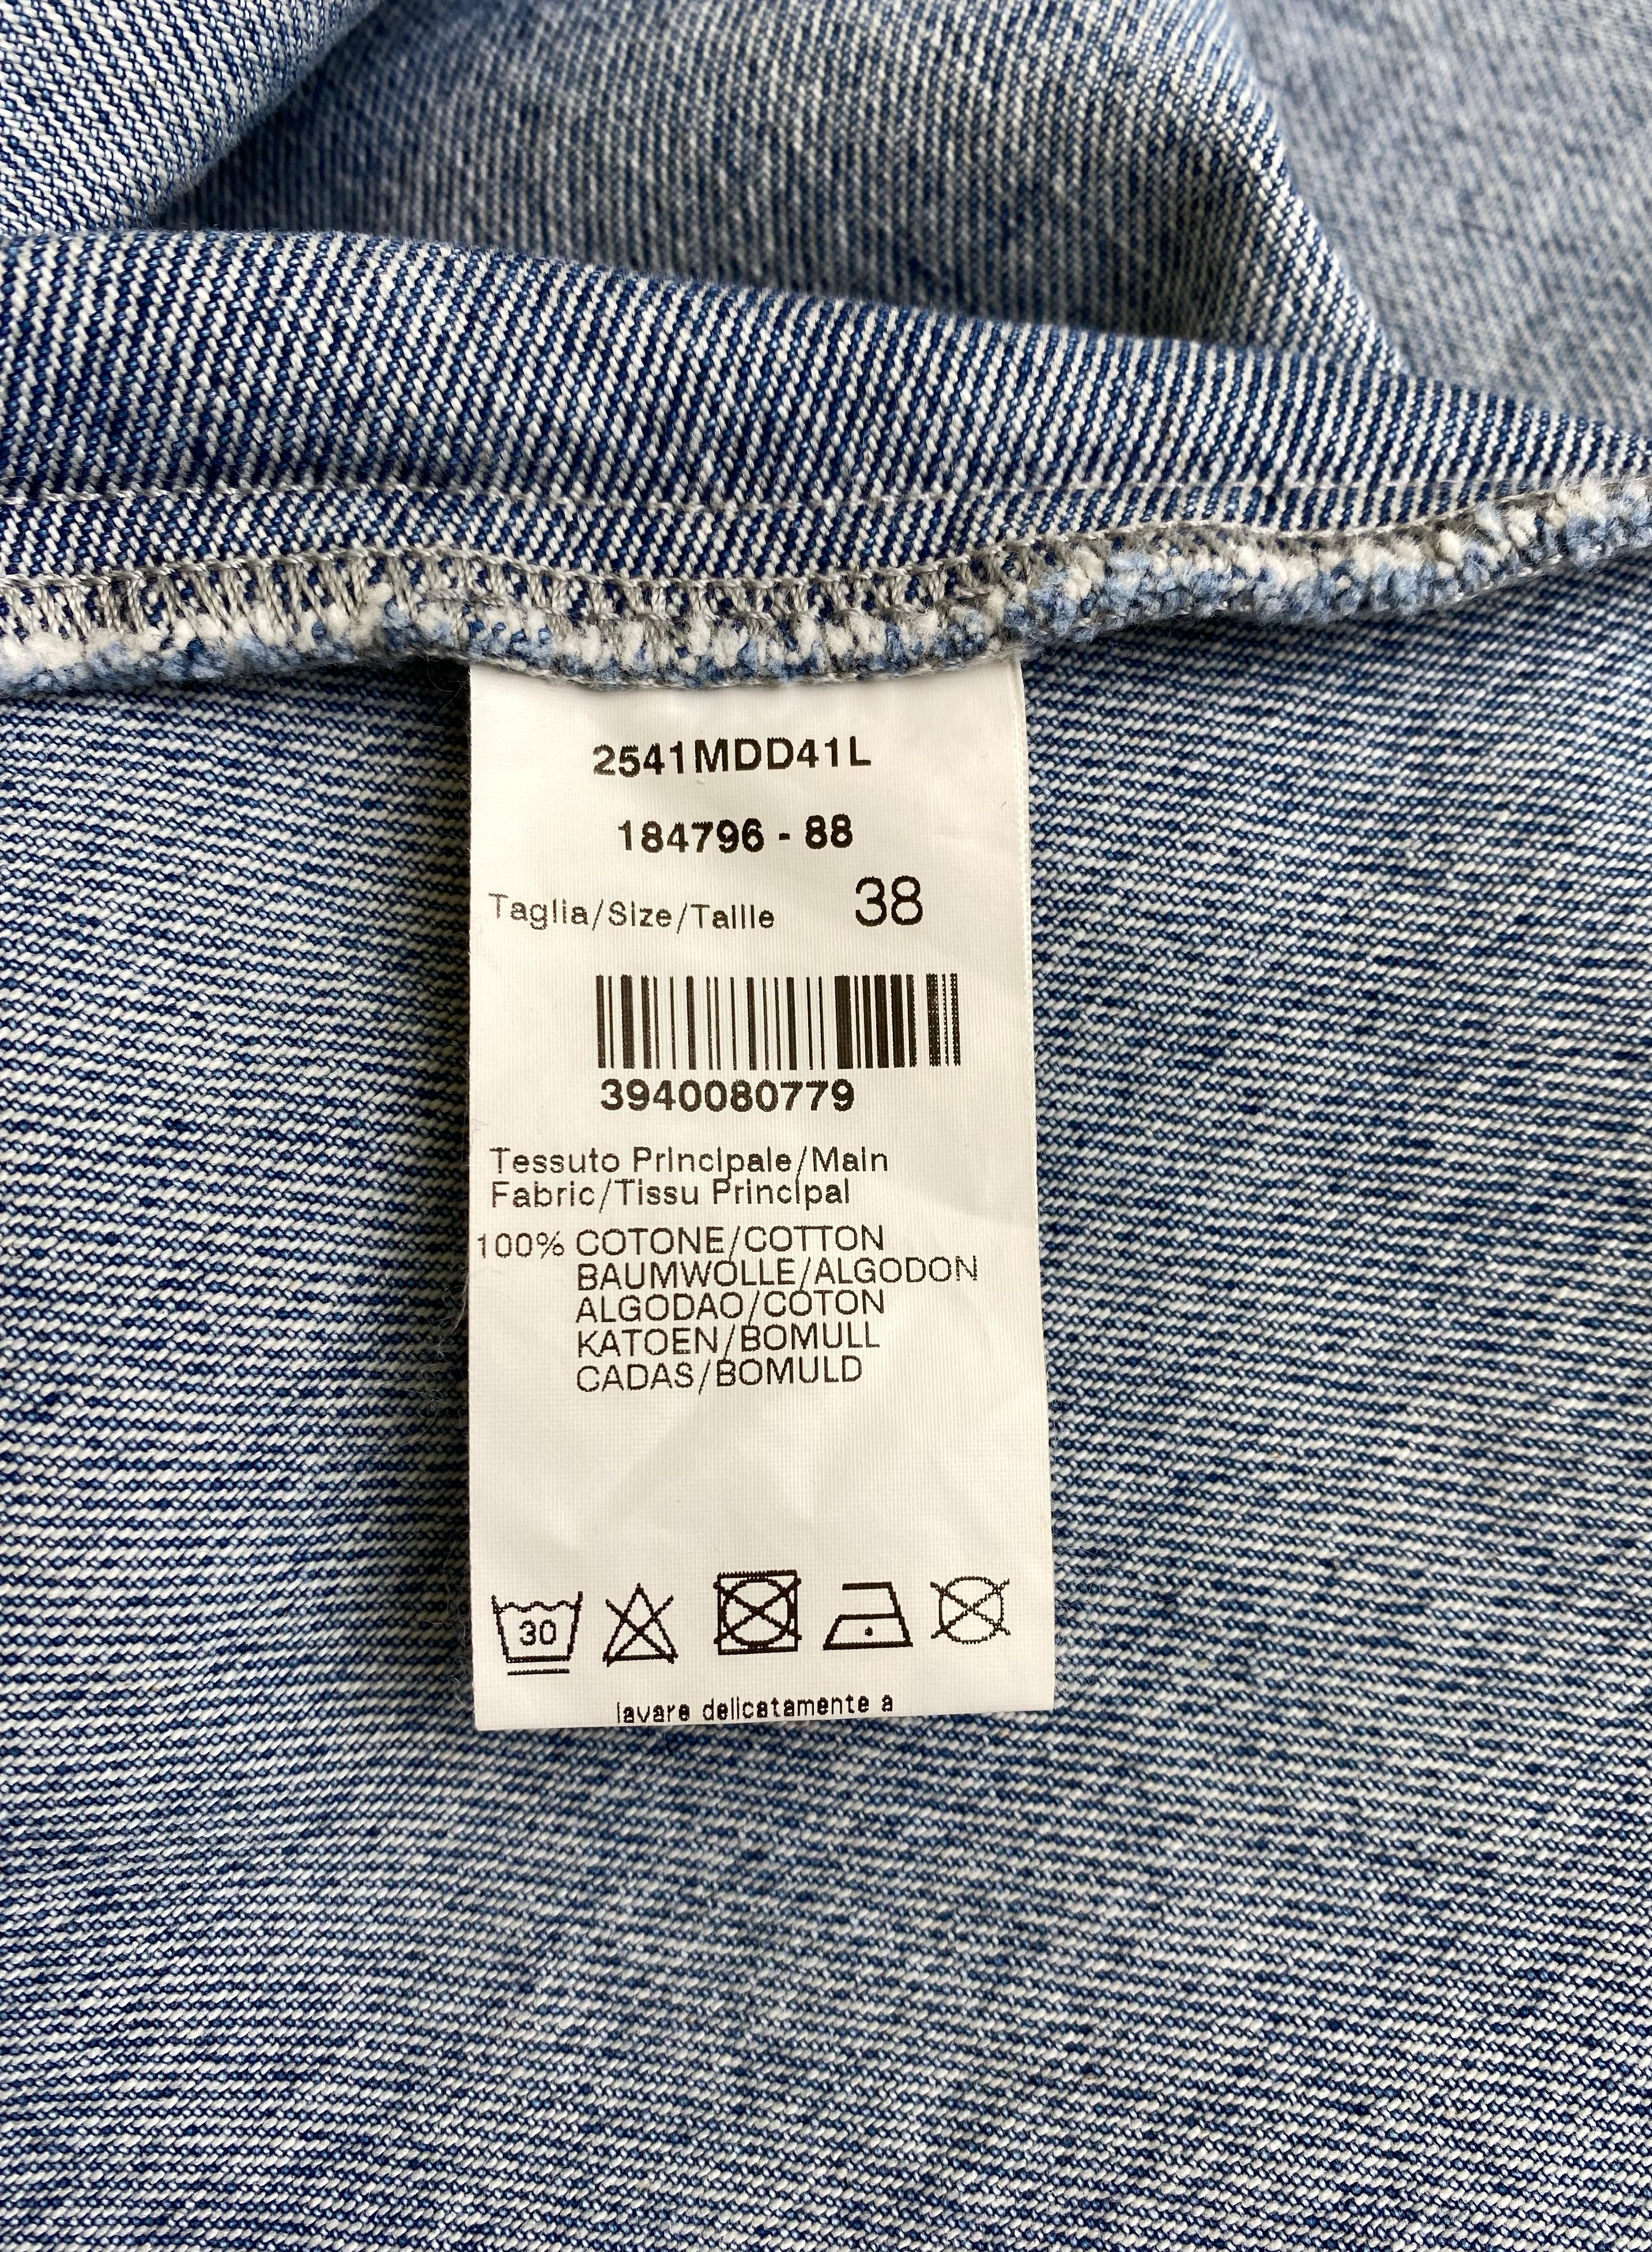 2541MDD41L
184796 - 88
Taglia/Size/Taille 38
3940080779
Tessuto Principale/Main
Fabric/Tissu Principal
100% COTONE/COTTON
BAUMWOLLE/ALGODON
ALGODAO/COTON
KATOEN/BOMULL
CADAS/BOMULD
30
lavare delicatamente a